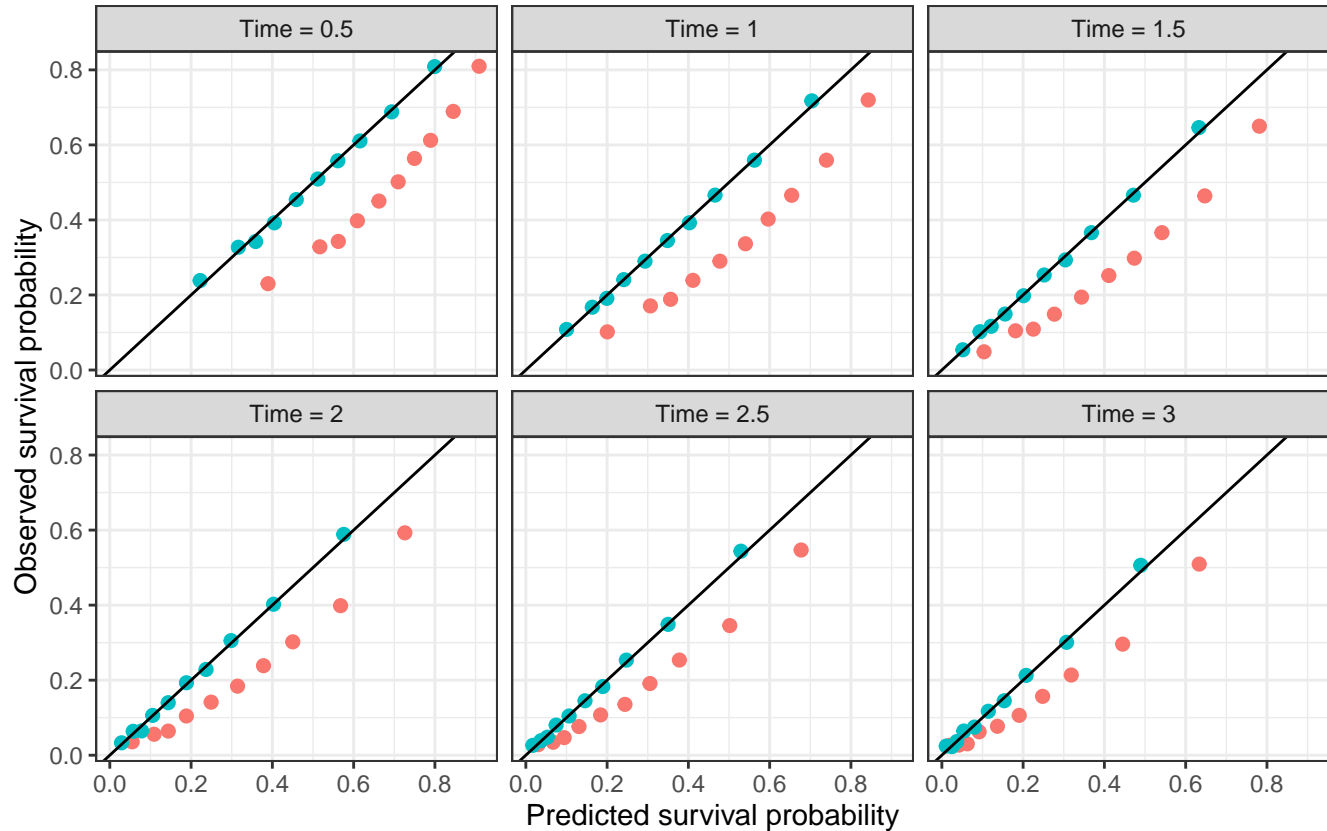 Time = 0.5
Time = 1
Time = 1.5
0.8
0.6
0.4
0.2
0.0
Time = 2
Time = 2.5
Time = 3
0.8
0.6
0.4
0.2
0.0
0.0 0.2 0.4 0.6 0.8
0.0 0.2 0.4 0.6 0.8
0.0 0.2 0.4 0.6 0.8
Predicted survival probability
Observed survival probability